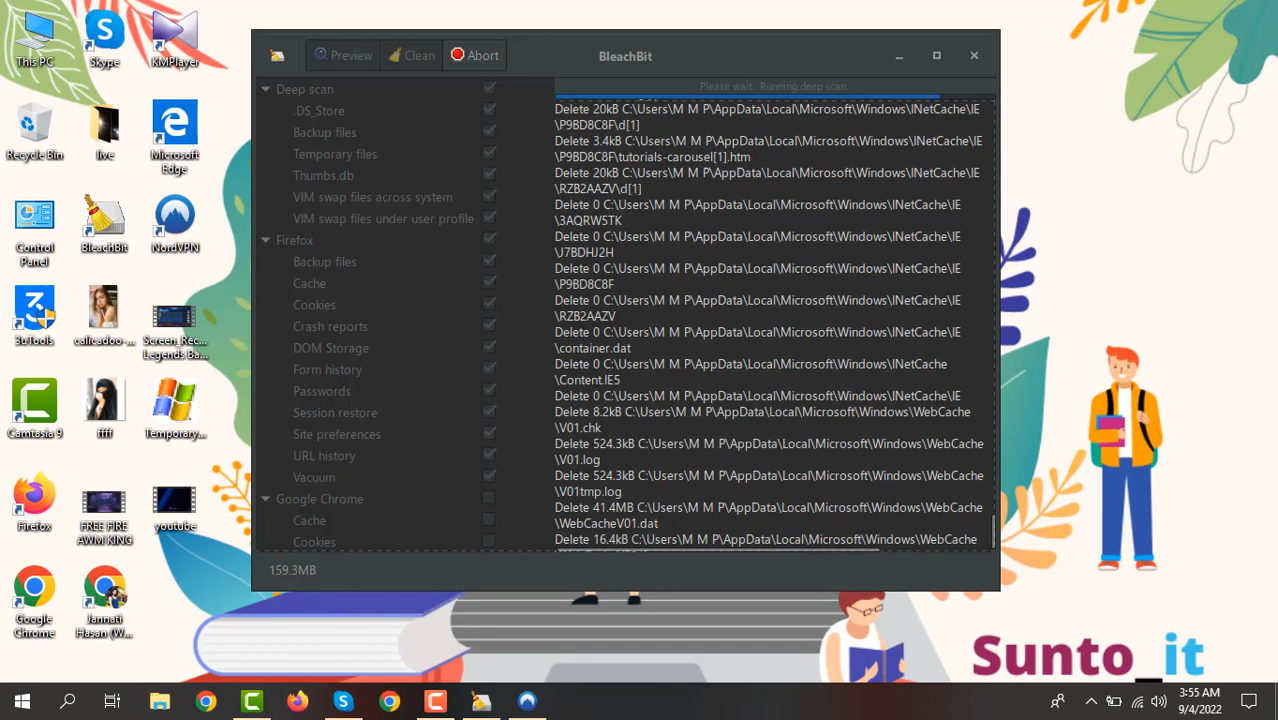 This PC
Skype
KMPlayer
Recycle Bin
live
Microsoft
Edge
Control
Panel
BleachBit
NordVPN
3uTools
calicadoo-...
Screen_Rec...
Legends Ba...
Camtasia 9
ffff
Temporary...
Firefox
FREE FIRE
AWM KING
youtube
Google
Chrome
Jannati
Hasan (W...
Preview
Clean
Abort
BleachBit
Deep scan
.DS_Store
Backup files
Temporary files
Thumbs.db
VIM swap files across system
VIM swap files under user profile
Firefox
Backup files
Cache
Cookies
Crash reports
DOM Storage
Form history
Passwords
Session restore
Site preferences
URL history
Vacuum
Google Chrome
Cache
Cookies
Please wait. Running deep scan.
Delete 20kB C:\Users\M M P\AppData\Local\Microsoft\Windows\INetCache\IE
\P9BD8C8F\d[1]
Delete 3.4kB C:\Users\M M P\AppData\Local\Microsoft\Windows\INetCache\IE
\P9BD8C8F\tutorials-carousel[1].htm
Delete 20kB C:\Users\M M P\AppData\Local\Microsoft\Windows\INetCache\IE
\RZB2AAZV\d[1]
Delete 0 C:\Users\M M P\AppData\Local\Microsoft\Windows\INetCache\IE
\3AQRW5TK
Delete 0 C:\Users\M M P\AppData\Local\Microsoft\Windows\INetCache\IE
\J7BDHJ2H
Delete 0 C:\Users\M M P\AppData\Local\Microsoft\Windows\INetCache\IE
\P9BD8C8F
Delete 0 C:\Users\M M P\AppData\Local\Microsoft\Windows\INetCache\IE
\RZB2AAZV
Delete 0 C:\Users\M M P\AppData\Local\Microsoft\Windows\INetCache\IE
\container.dat
Delete 0 C:\Users\M M P\AppData\Local\Microsoft\Windows\INetCache
\Content.IE5
Delete 0 C:\Users\M M P\AppData\Local\Microsoft\Windows\INetCache\IE
Delete 8.2kB C:\Users\M M P\AppData\Local\Microsoft\Windows\WebCache
\V01.chk
Delete 524.3kB C:\Users\M M P\AppData\Local\Microsoft\Windows\WebCache
\V01.log
Delete 524.3kB C:\Users\M M P\AppData\Local\Microsoft\Windows\WebCache
\V01tmp.log
Delete 41.4MB C:\Users\M M P\AppData\Local\Microsoft\Windows\WebCache
\WebCacheV01.dat
Delete 16.4kB C:\Users\M M P\AppData\Local\Microsoft\Windows\WebCache
159.3MB
Sunto_it
3:55 AM
9/4/2022